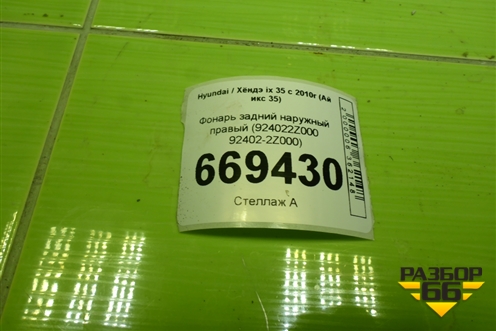 Hyundai / Хёндэ ix 35 с 2010г (Ай
икс 35)
Фонарь задний наружный
правый (924022Z000
92402-2Z000)
669430
Стеллаж А
2000006362148
РАЗБОР
66